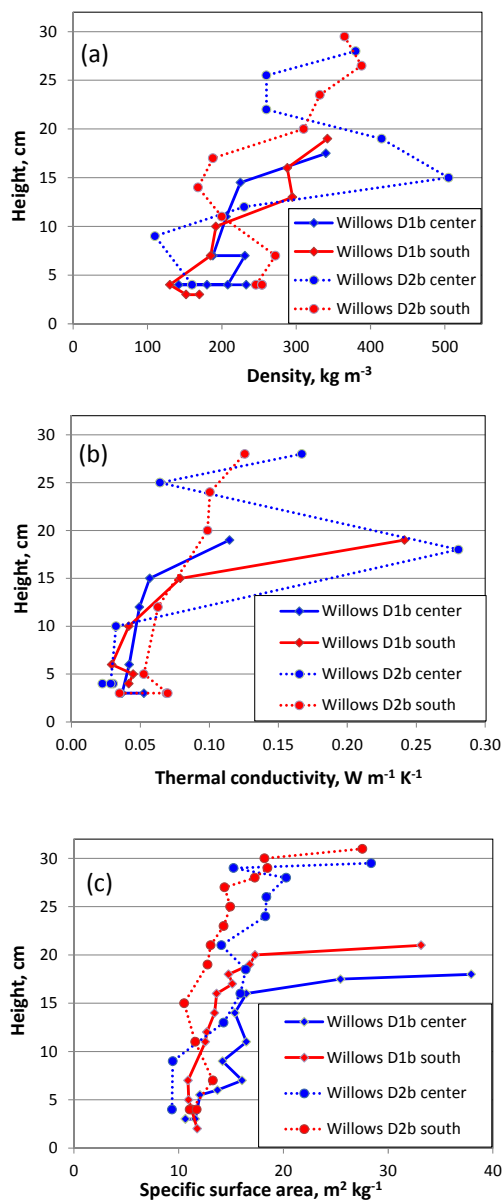 30
(a)
25
20
15
10
5
0
Height, cm
Willows D1b center
Willows D1b south
Willows D2b center
Willows D2b south
0 100 200 300 400 500
Density, kg m⁻³
30
(b)
25
20
15
10
5
0
Height, cm
Willows D1b center
Willows D1b south
Willows D2b center
Willows D2b south
0.00 0.05 0.10 0.15 0.20 0.25 0.30
Thermal conductivity, W m⁻¹ K⁻¹
30
(c)
25
20
15
10
5
0
Height, cm
Willows D1b center
Willows D1b south
Willows D2b center
Willows D2b south
0 10 20 30 40
Specific surface area, m² kg⁻¹